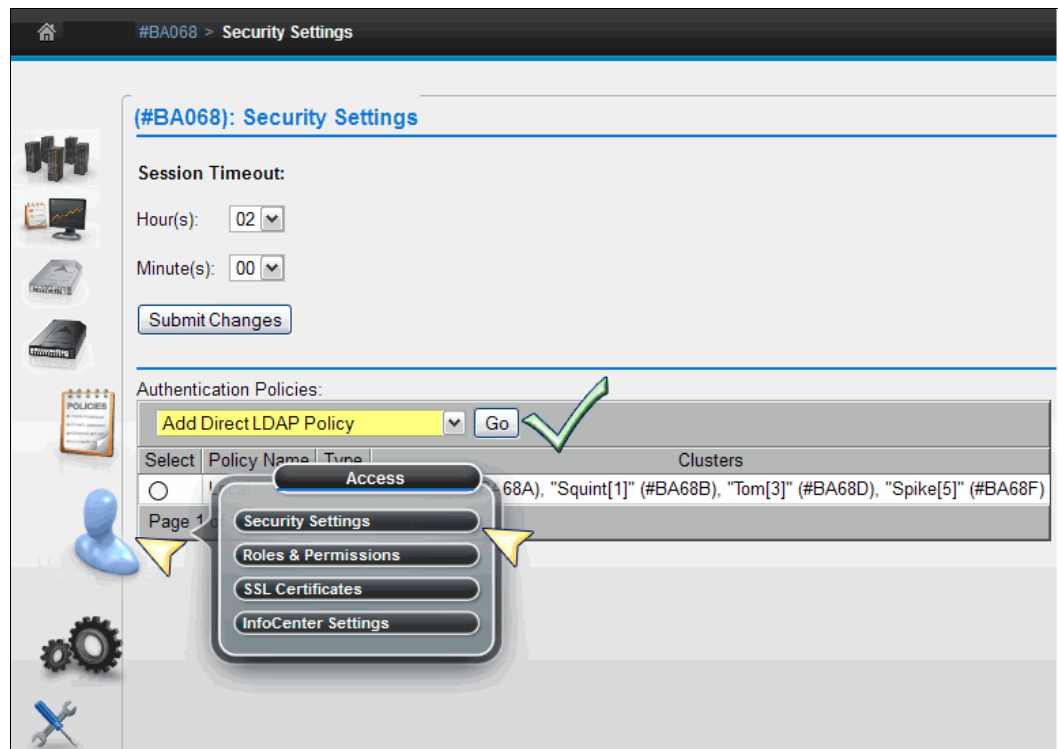 #BA068 > Security Settings
(#BA068): Security Settings
Session Timeout:
Hour(s): 02
Minute(s): 00
Submit Changes
POLICIES
Authentication Policies:
Add Direct LDAP Policy Go
Select Policy Name Type Clusters
68A), "Squint[1]" (#BA68B), "Tom[3]" (#BA68D), "Spike[5]" (#BA68F)
Page 1
Access
Security Settings
Roles & Permissions
SSL Certificates
InfoCenter Settings